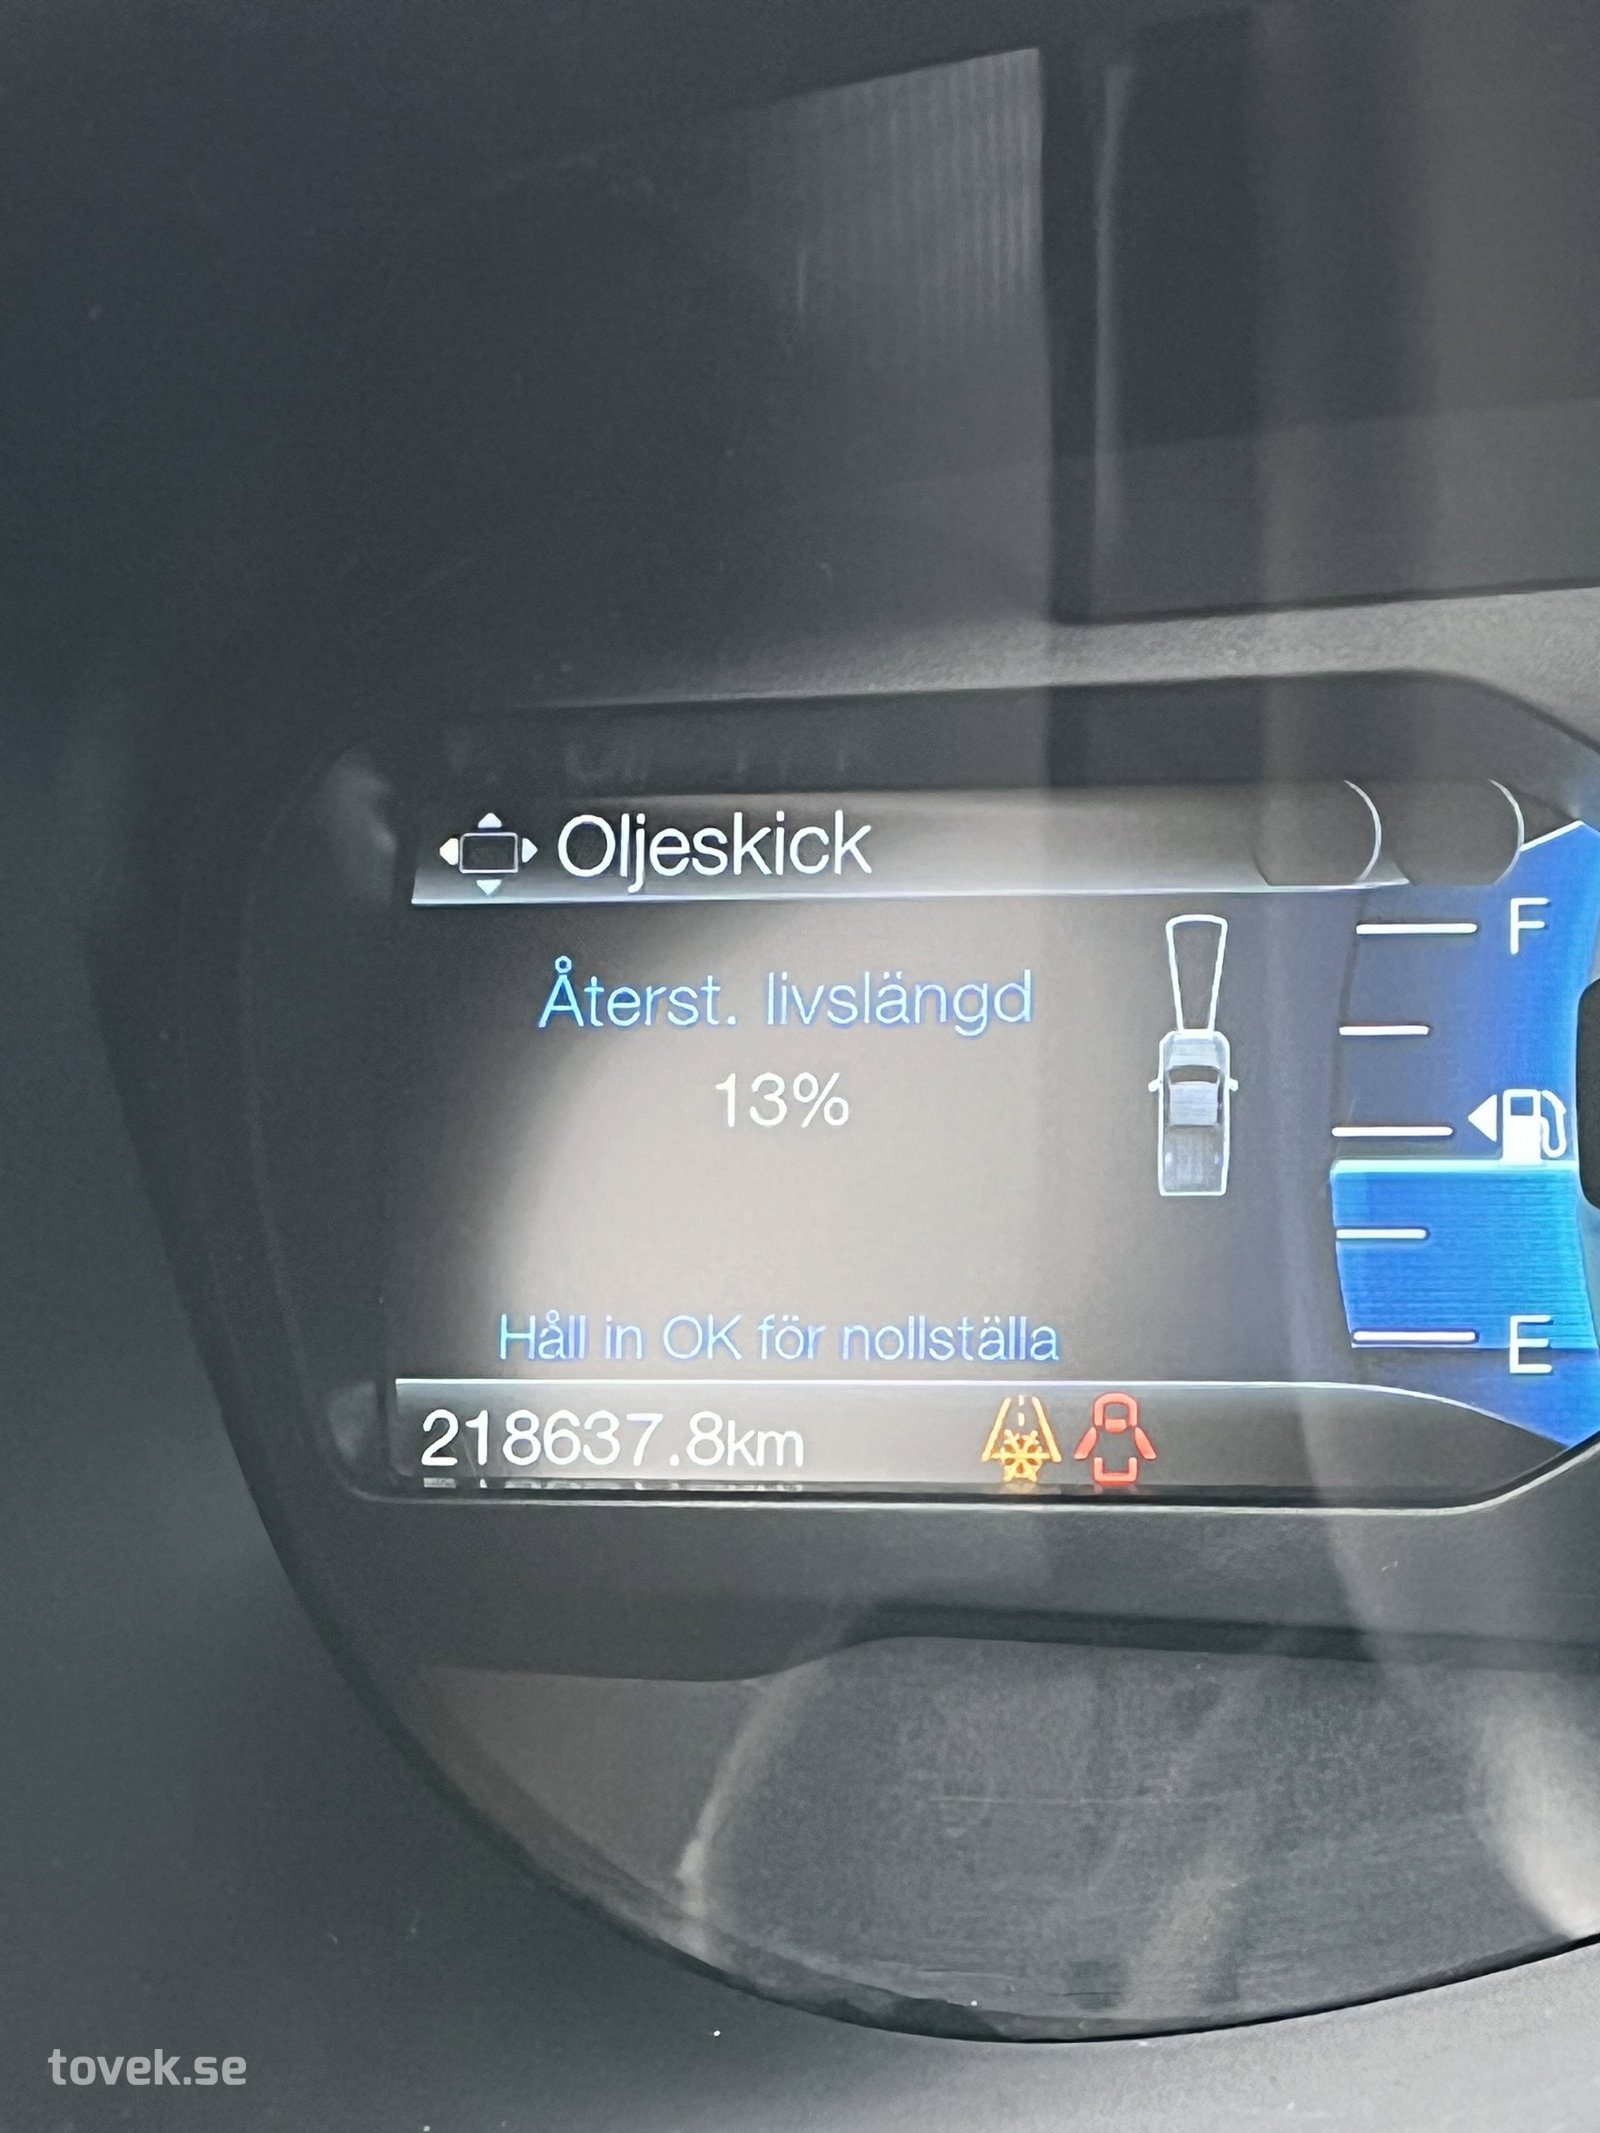 Oljeskick
F
Återst. livslängd
13%
Håll in OK för nollställa
E
218637.8km
tovek.se